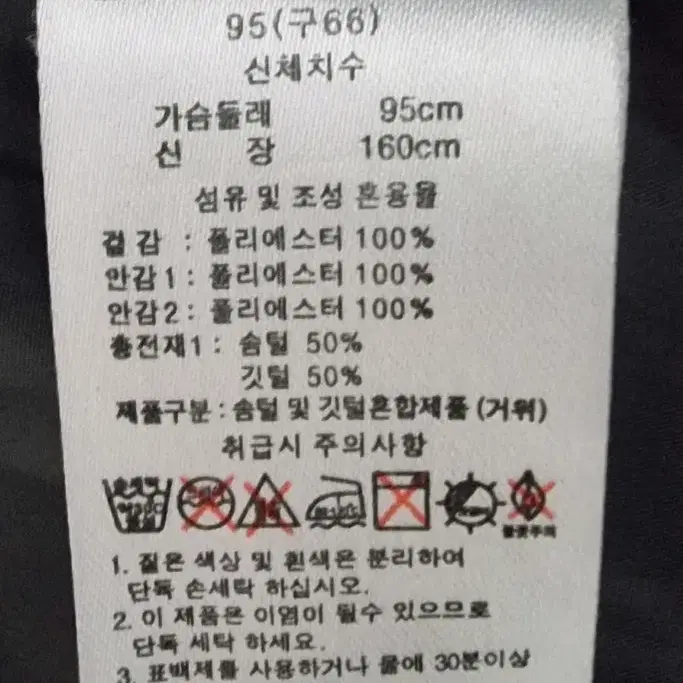 95(구66)
신체치수
가슴둘레 95cm
신 장 160cm
섬유 및 조성 혼용율
겉감 : 폴리에스터 100%
안감1 : 폴리에스터 100%
안감2 : 폴리에스터 100%
충전재1 : 솜털 50%
깃털 50%
제품구분 : 솜털 및 깃털혼합제품 (거위)
취급시 주의사항
손세탁
불꽃주의
1. 짙은 색상 및 흰색은 분리하여
단독 손세탁 하십시오.
2. 이 제품은 이염이 될수 있으므로
단독 세탁 하세요.
3. 표백제를 사용하거나 물에 30분이상